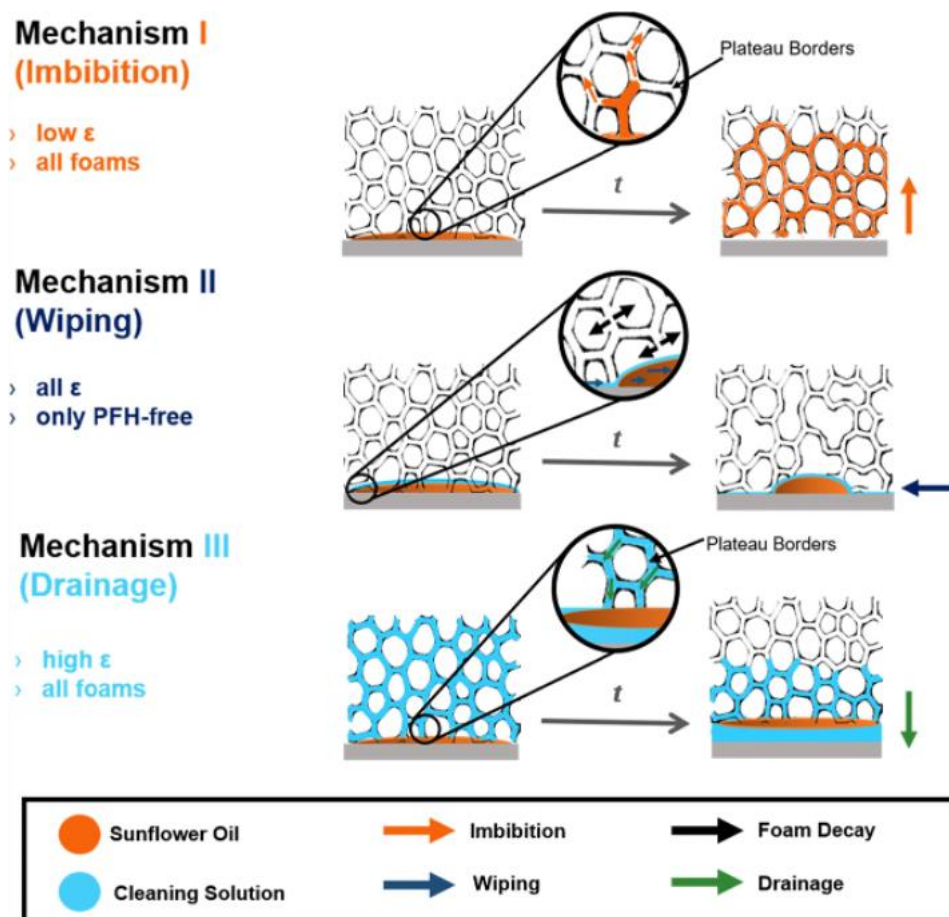 Mechanism I
(Imbibition)
› low ε
› all foams
Plateau Borders
t
Mechanism II
(Wiping)
› all ε
› only PFH-free
t
Mechanism III
(Drainage)
› high ε
› all foams
Plateau Borders
t
Sunflower Oil
Imbibition
Foam Decay
Cleaning Solution
Wiping
Drainage